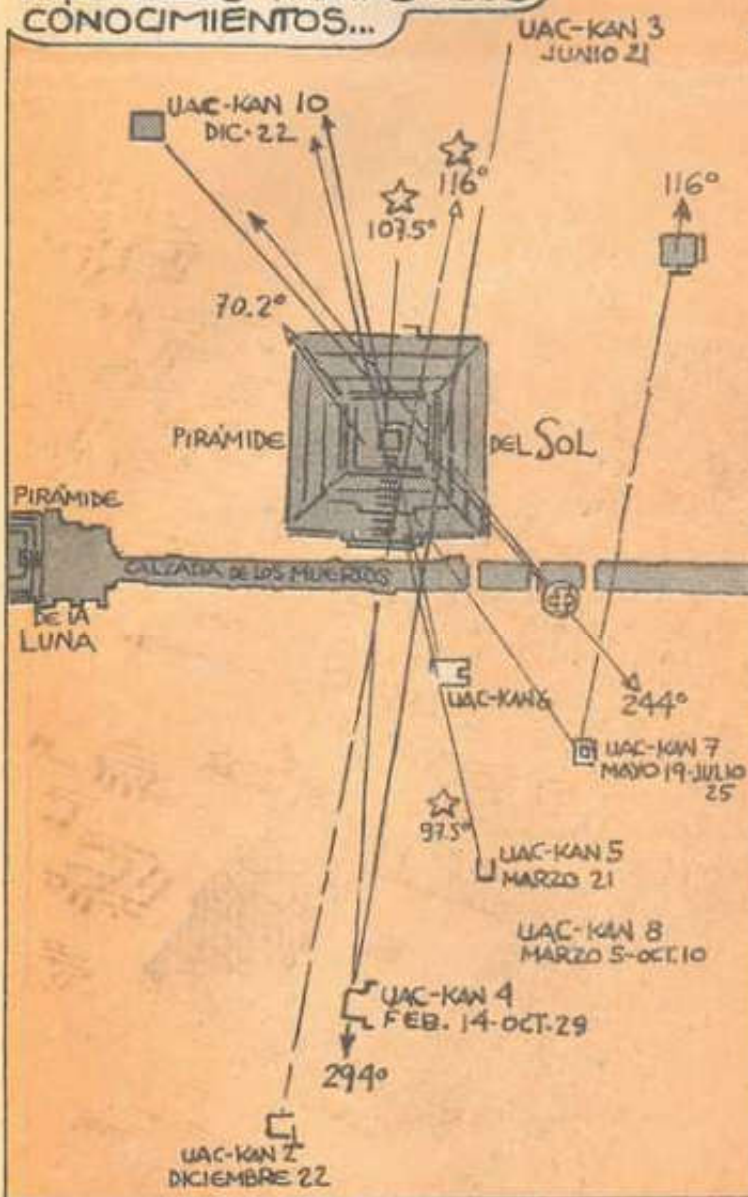 CONOCIMIENTOS...
UAC-KAN 3
JUNIO 21
UAC-KAN 10
DIC. 22
116°
107.5°
116°
70.2°
PIRÁMIDE
DEL SOL
PIRÁMIDE
DE LA
LUNA
CALZADA DE LOS MUERTOS
UAC-KAN 6
244°
UAC-KAN 7
MAYO 19-JULIO
25
97.5°
UAC-KAN 5
MARZO 21
UAC-KAN 8
MARZO 5-OCT. 10
UAC-KAN 4
FEB. 14-OCT. 29
294°
UAC-KAN 2
DICIEMBRE 22